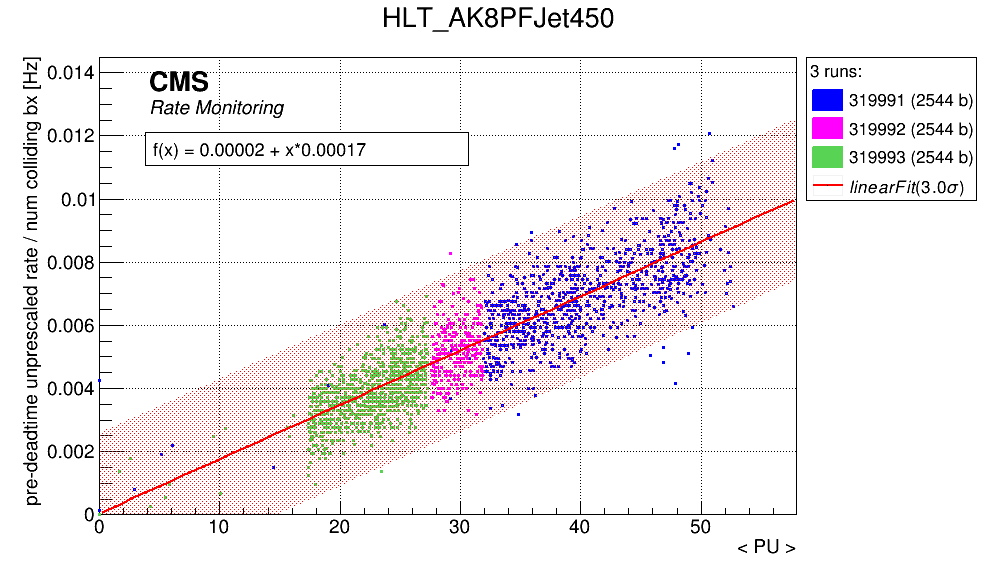 HLT_AK8PFJet450
pre-deadtime unprescaled rate / num colliding bx [Hz]
0.014
0.012
0.01
0.008
0.006
0.004
0.002
0
CMS
Rate Monitoring
f(x) = 0.00002 + x*0.00017
0 10 20 30 40 50
< PU >
3 runs:
319991 (2544 b)
319992 (2544 b)
319993 (2544 b)
linearFit(3.0σ)